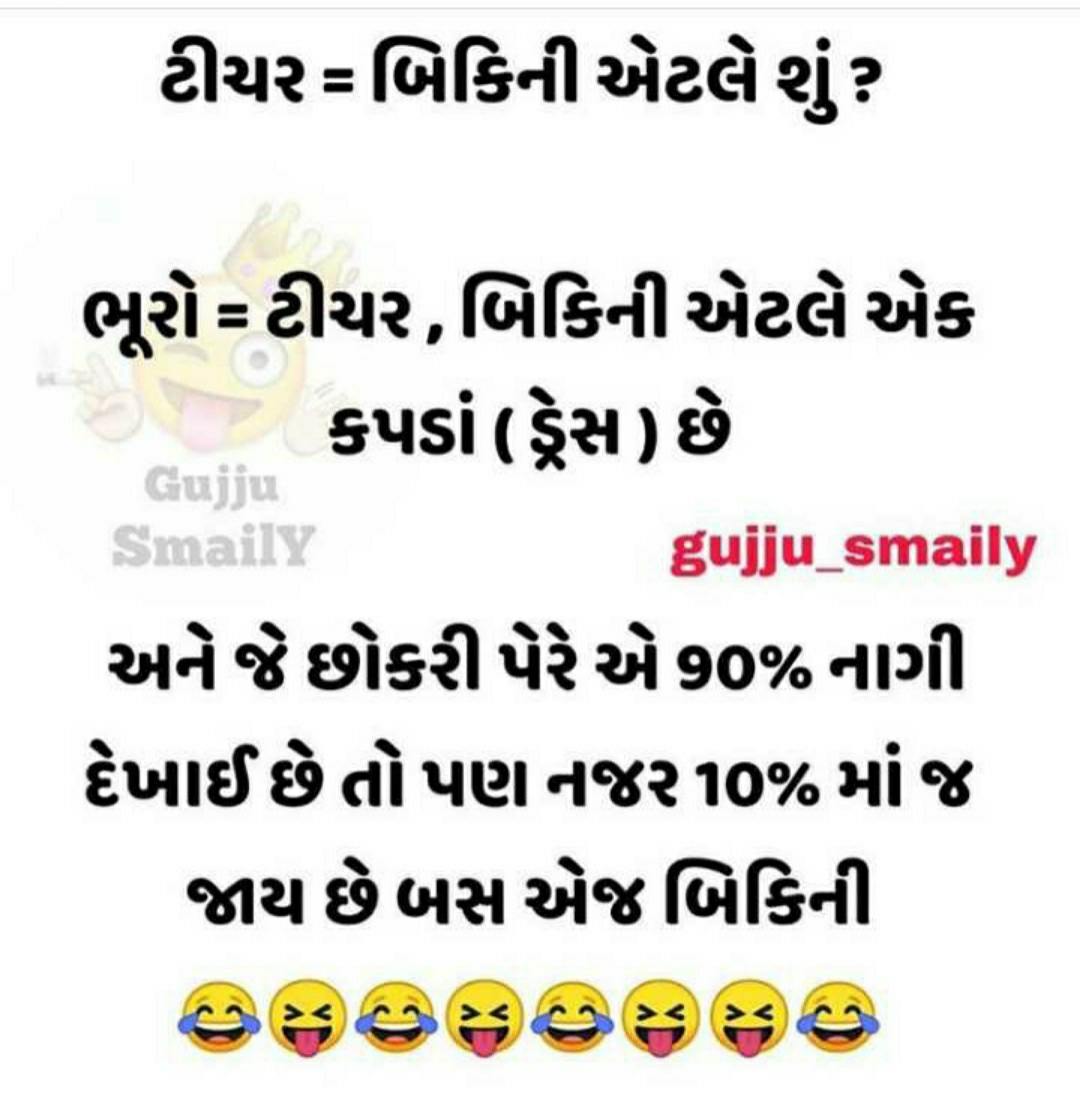 ટીચર = બિકિની એટલે શું ?
ભૂરો = ટીચર , બિકિની એટલે એક
કપડાં ( ડ્રેસ ) છે
Gujju
SmailY
gujju_smaily
અને જે છોકરી પેરે એ 90% નાગી
દેખાઈ છે તો પણ નજર 10% માં જ
જાય છે બસ એજ બિકિની